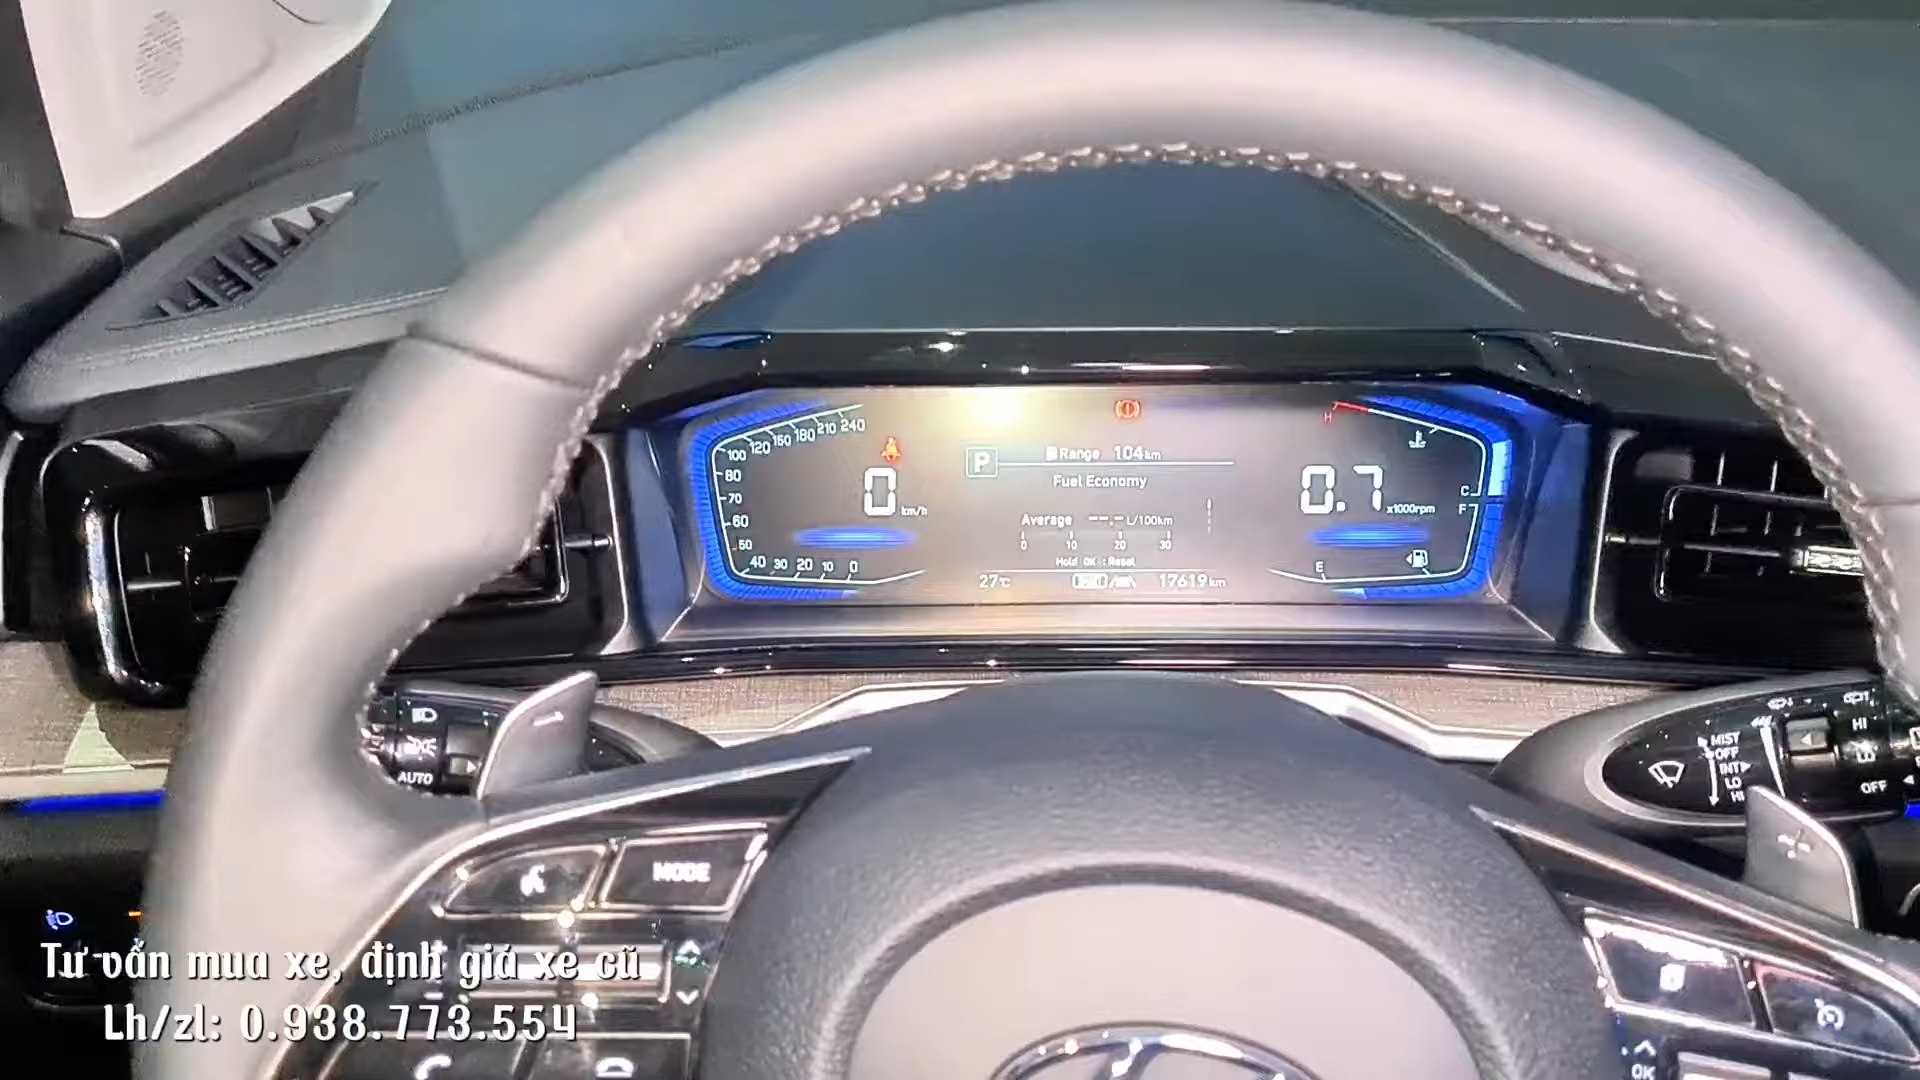 240
210
180
150
120
100
80
70
60
50
40 30 20 10 0
0 km/h
P
Range 104km
Fuel Economy
Average --.- L/100km
0 10 20 30
Hold OK : Reset
27°C
17619km
H
0.7 x1000rpm
C
F
E
AUTO
MIST
OFF
INT
LO
HI
HI
LO
OFF
MODE
OK
Tư vấn mua xe, định giá xe cũ
Lh/zl: 0.938.773.554